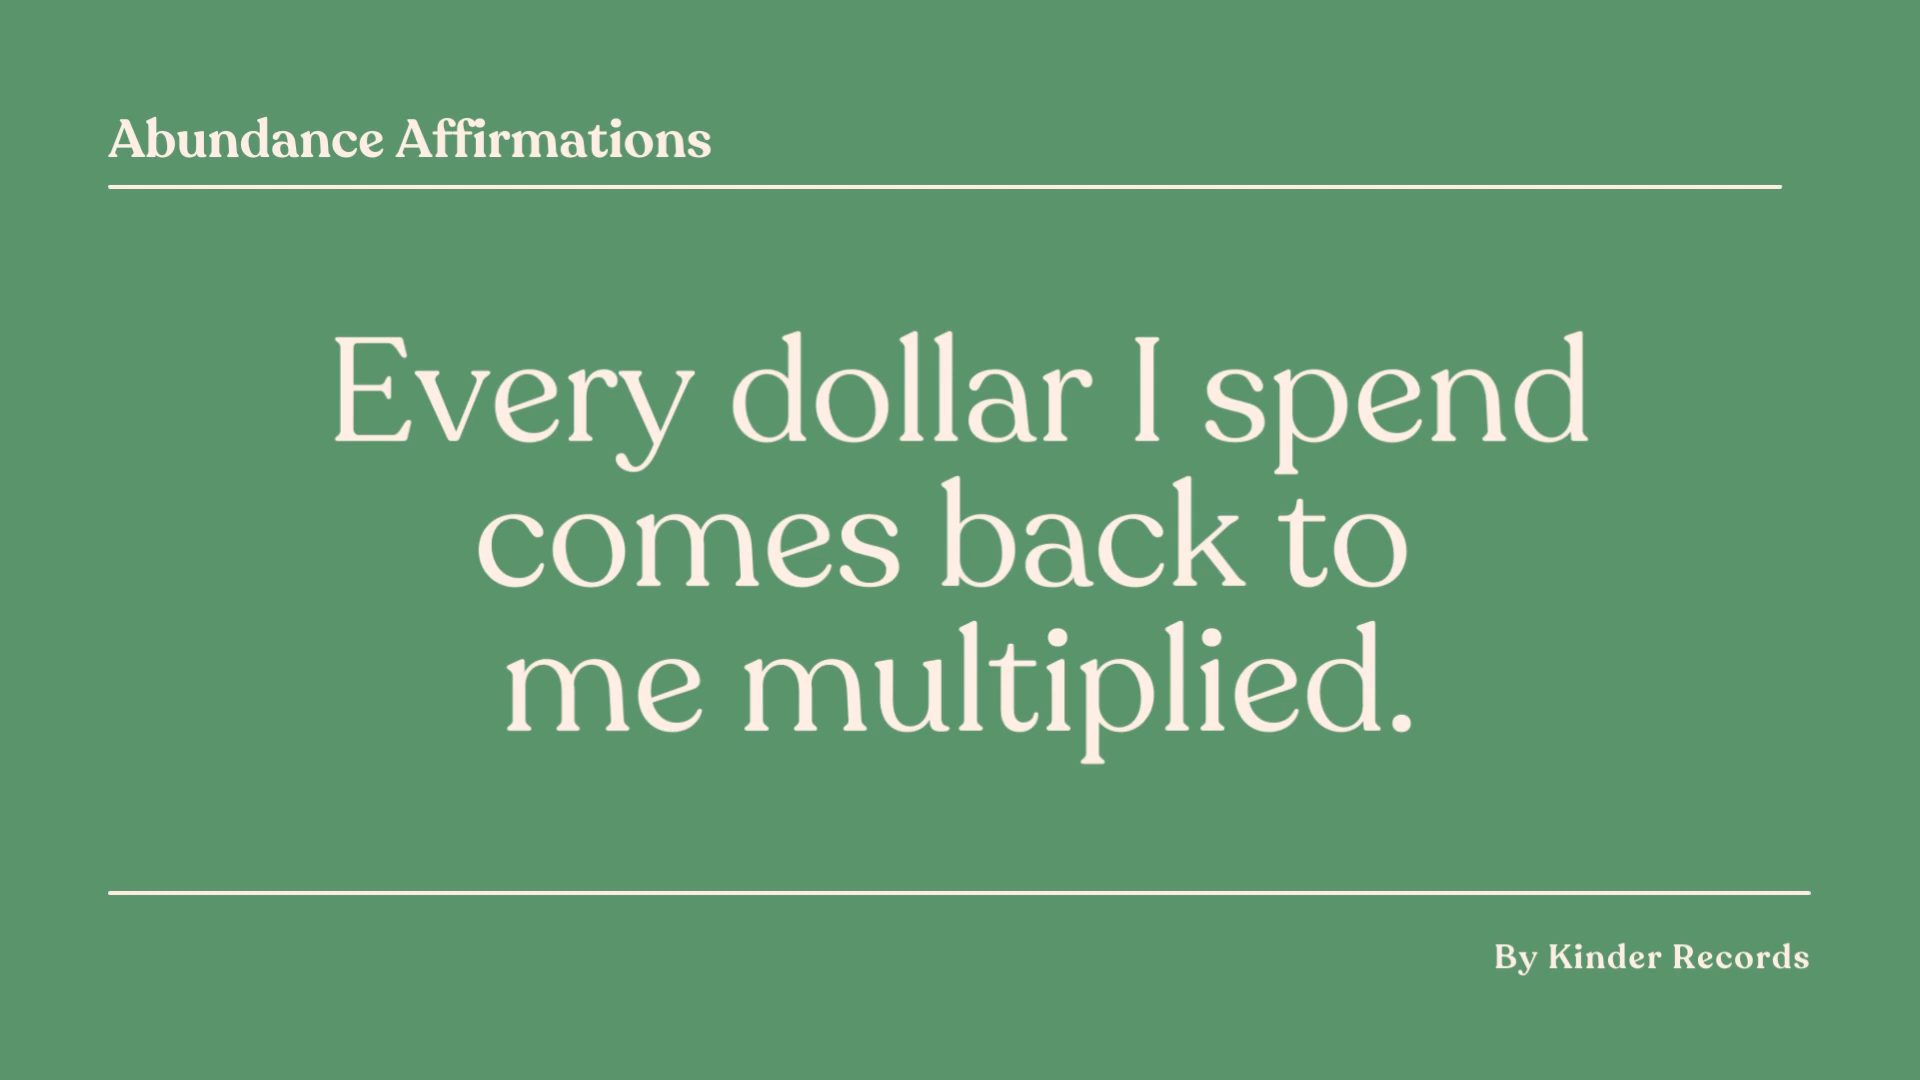 Abundance Affirmations
Every dollar I spend
comes back to
me multiplied.
By Kinder Records